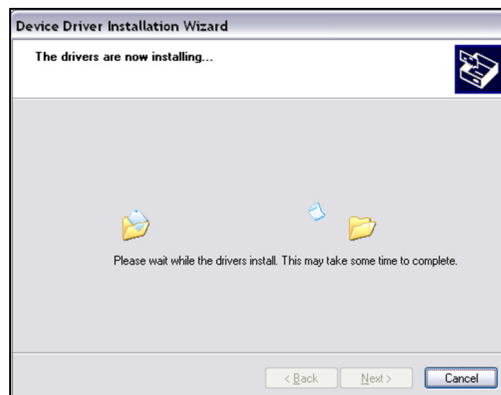 Device Driver Installation Wizard
The drivers are now installing...
Please wait while the drivers install. This may take some time to complete.
< Back
Next >
Cancel